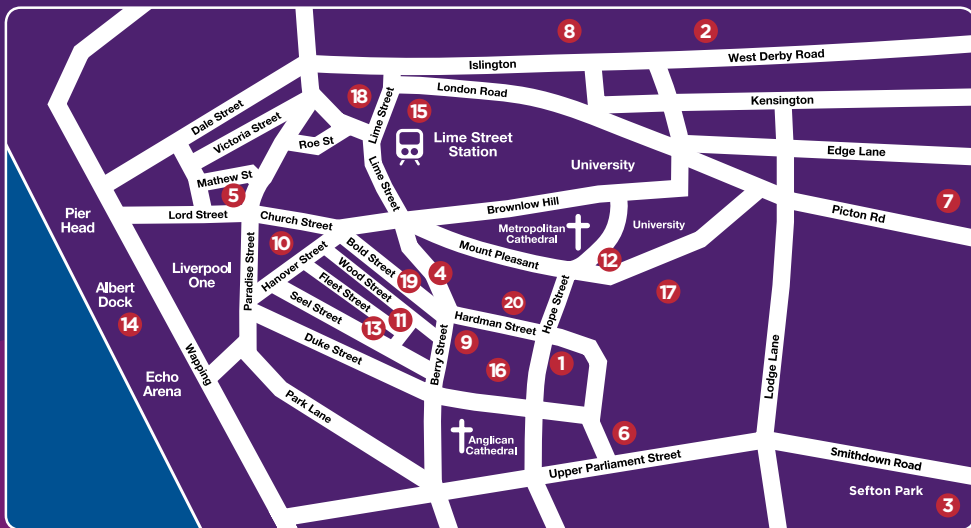 8
2
Islington
West Derby Road
London Road
18
15
Kensington
Dale Street
Victoria Street
Lime Street
Roe St
Lime Street
Station
Edge Lane
Lime Street
University
Mathew St
5
7
Pier
Head
Lord Street
Church Street
Brownlow Hill
Metropolitan
Cathedral
University
Picton Rd
10
Mount Pleasant
12
Liverpool
One
Paradise Street
Hanover Street
Bold Street
Wood Street
Fleet Street
Seel Street
19
4
17
Albert
Dock
14
20
Hope Street
13
11
Hardman Street
Duke Street
9
16
1
Wapping
Echo
Arena
Berry Street
Lodge Lane
Park Lane
6
Anglican
Cathedral
Upper Parliament Street
Smithdown Road
Sefton Park
3